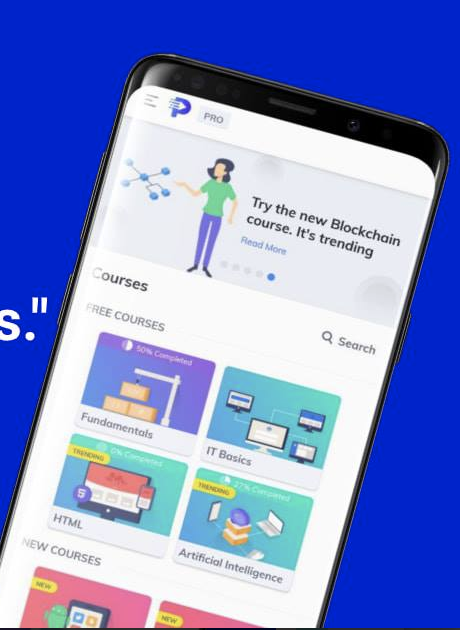 s."
PRO
Try the new Blockchain
course. It's trending
Read More
Courses
FREE COURSES
Search
50% Completed
Fundamentals
IT Basics
TRENDING
0% Completed
HTML
TRENDING
27% Completed
Artificial Intelligence
NEW COURSES
NEW
NEW